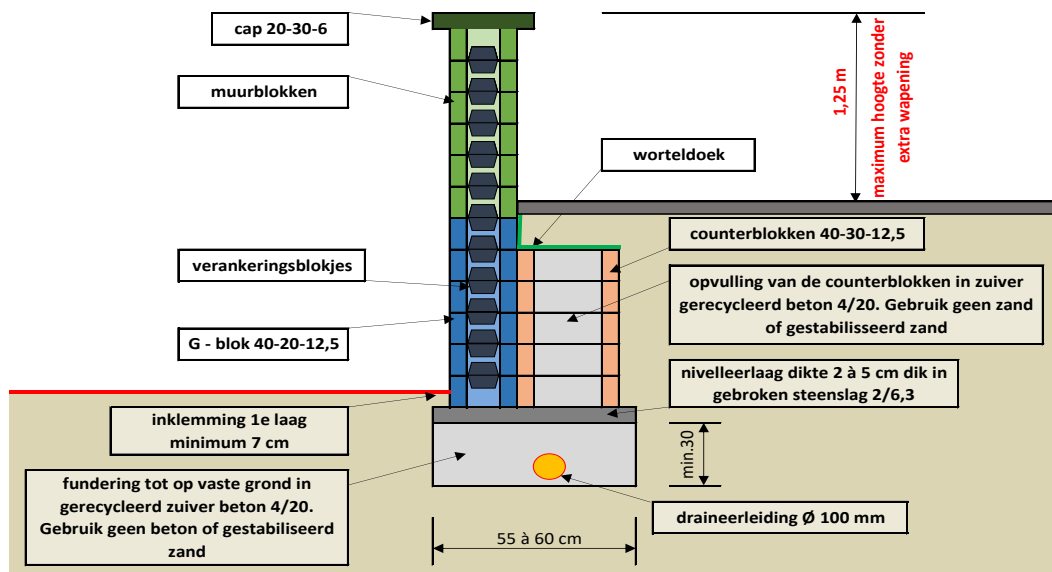 cap 20-30-6
muurblokken
verankeringsblokjes
G - blok 40-20-12,5
inklemming 1e laag
minimum 7 cm
fundering tot op vaste grond in
gerecycleerd zuiver beton 4/20.
Gebruik geen beton of gestabiliseerd
zand
1,25 m
maximum hoogte zonder
extra wapening
worteldoek
counterblokken 40-30-12,5
opvulling van de counterblokken in zuiver
gerecycleerd beton 4/20. Gebruik geen zand
of gestabilisseerd zand
nivelleerlaag dikte 2 à 5 cm dik in
gebroken steenslag 2/6,3
min.30
draineerleiding Ø 100 mm
55 à 60 cm